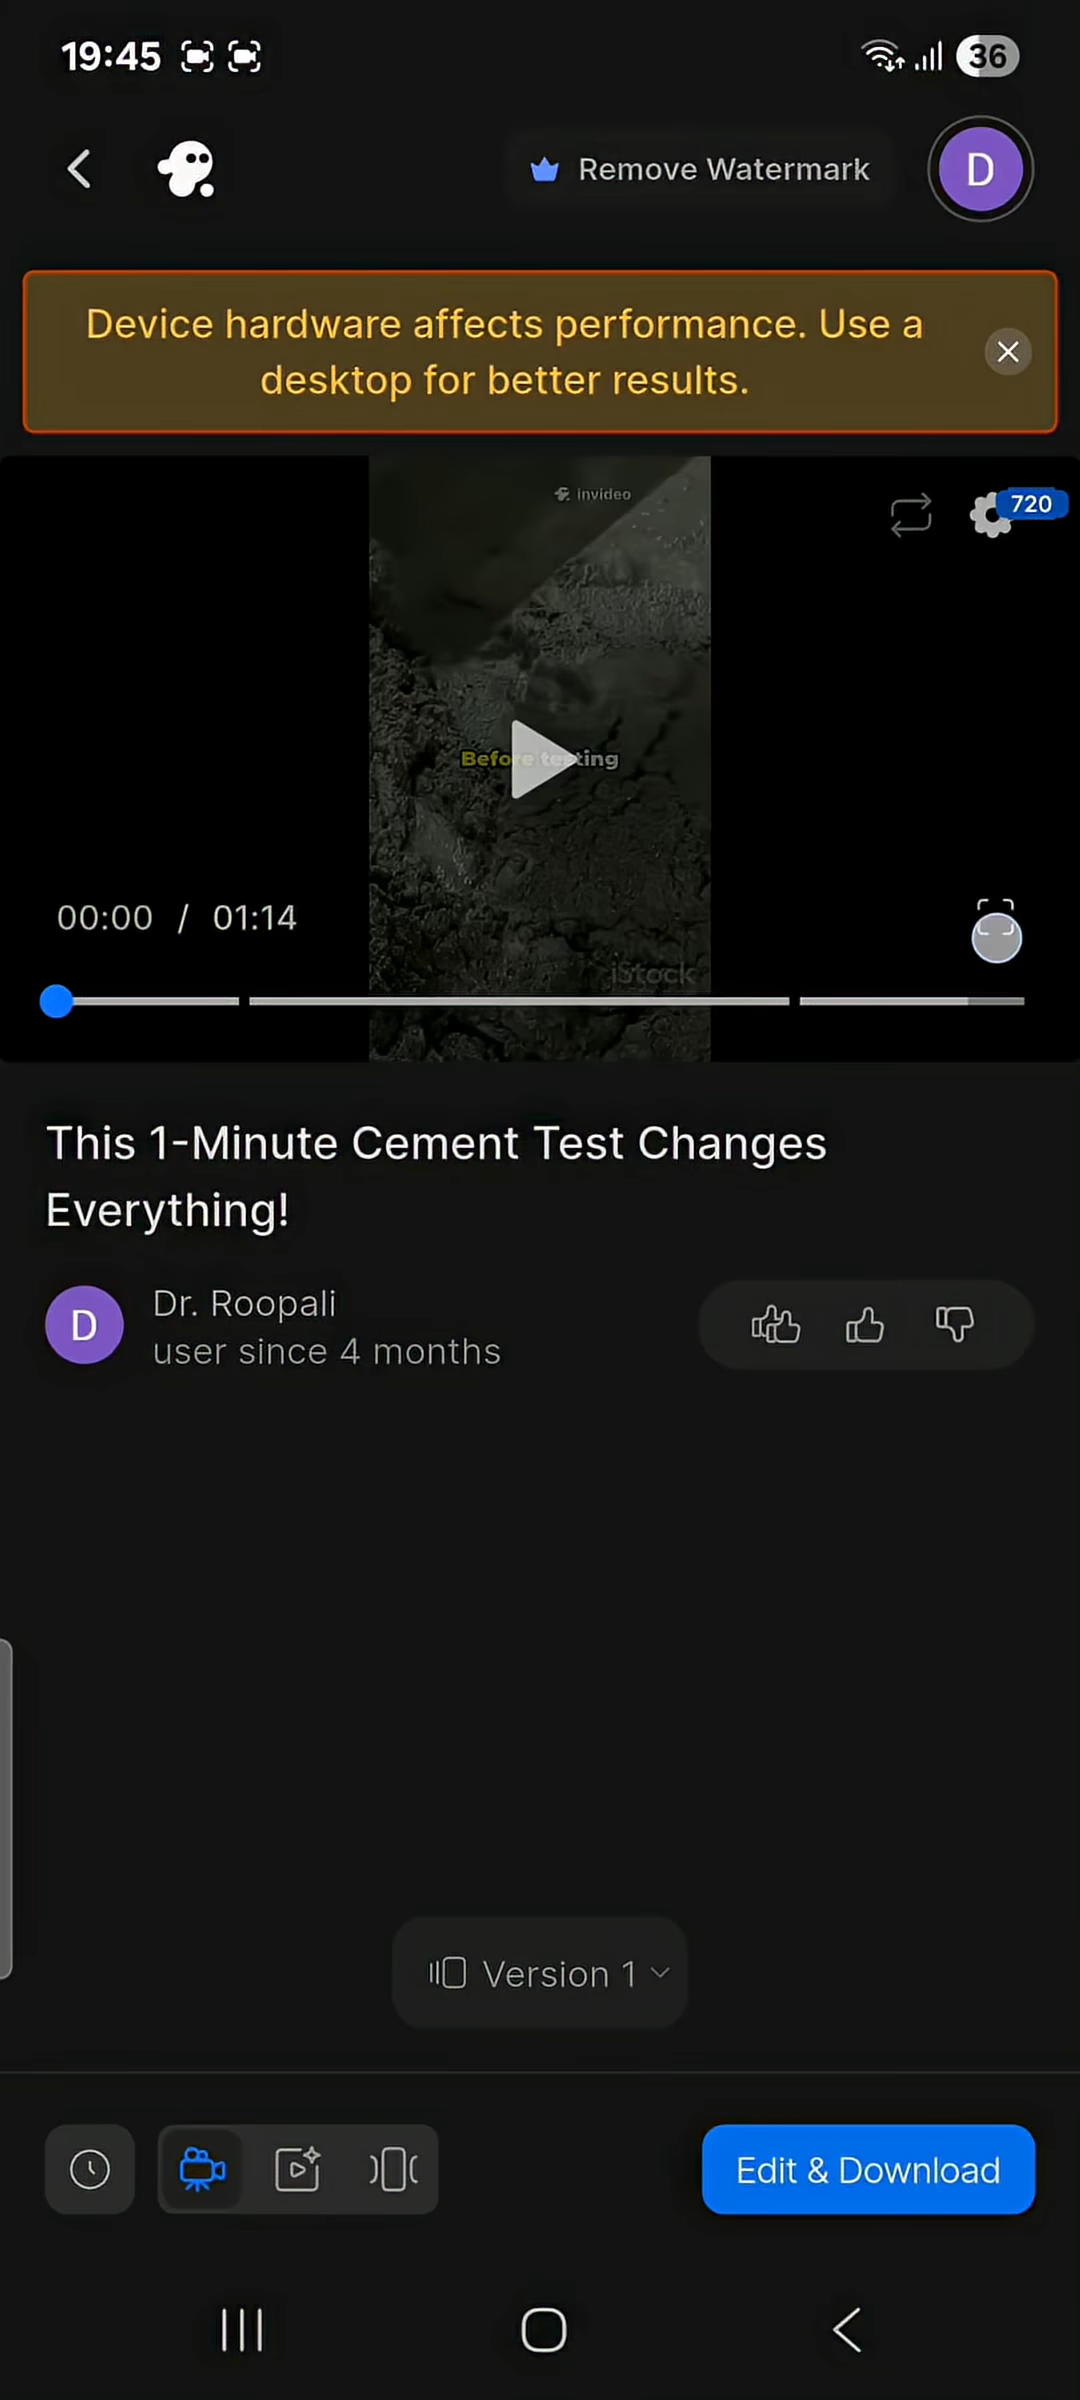 19:45
36
Remove Watermark
D
Device hardware affects performance. Use a
desktop for better results.
invideo
720
Before testing
00:00 / 01:14
iStock
This 1-Minute Cement Test Changes
Everything!
D
Dr. Roopali
user since 4 months
Version 1
Edit & Download